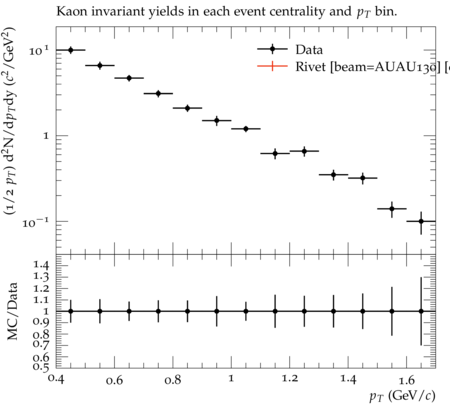 Kaon invariant yields in each event centrality and p_T bin.
(1/2 p_T) d²N/dp_Tdy (c²/GeV²)
10¹
1
10⁻¹
Data
Rivet [beam=AUAU130] [
MC/Data
1.4
1.3
1.2
1.1
1
0.9
0.8
0.7
0.6
0.5
0.4 0.6 0.8 1 1.2 1.4 1.6
p_T (GeV/c)